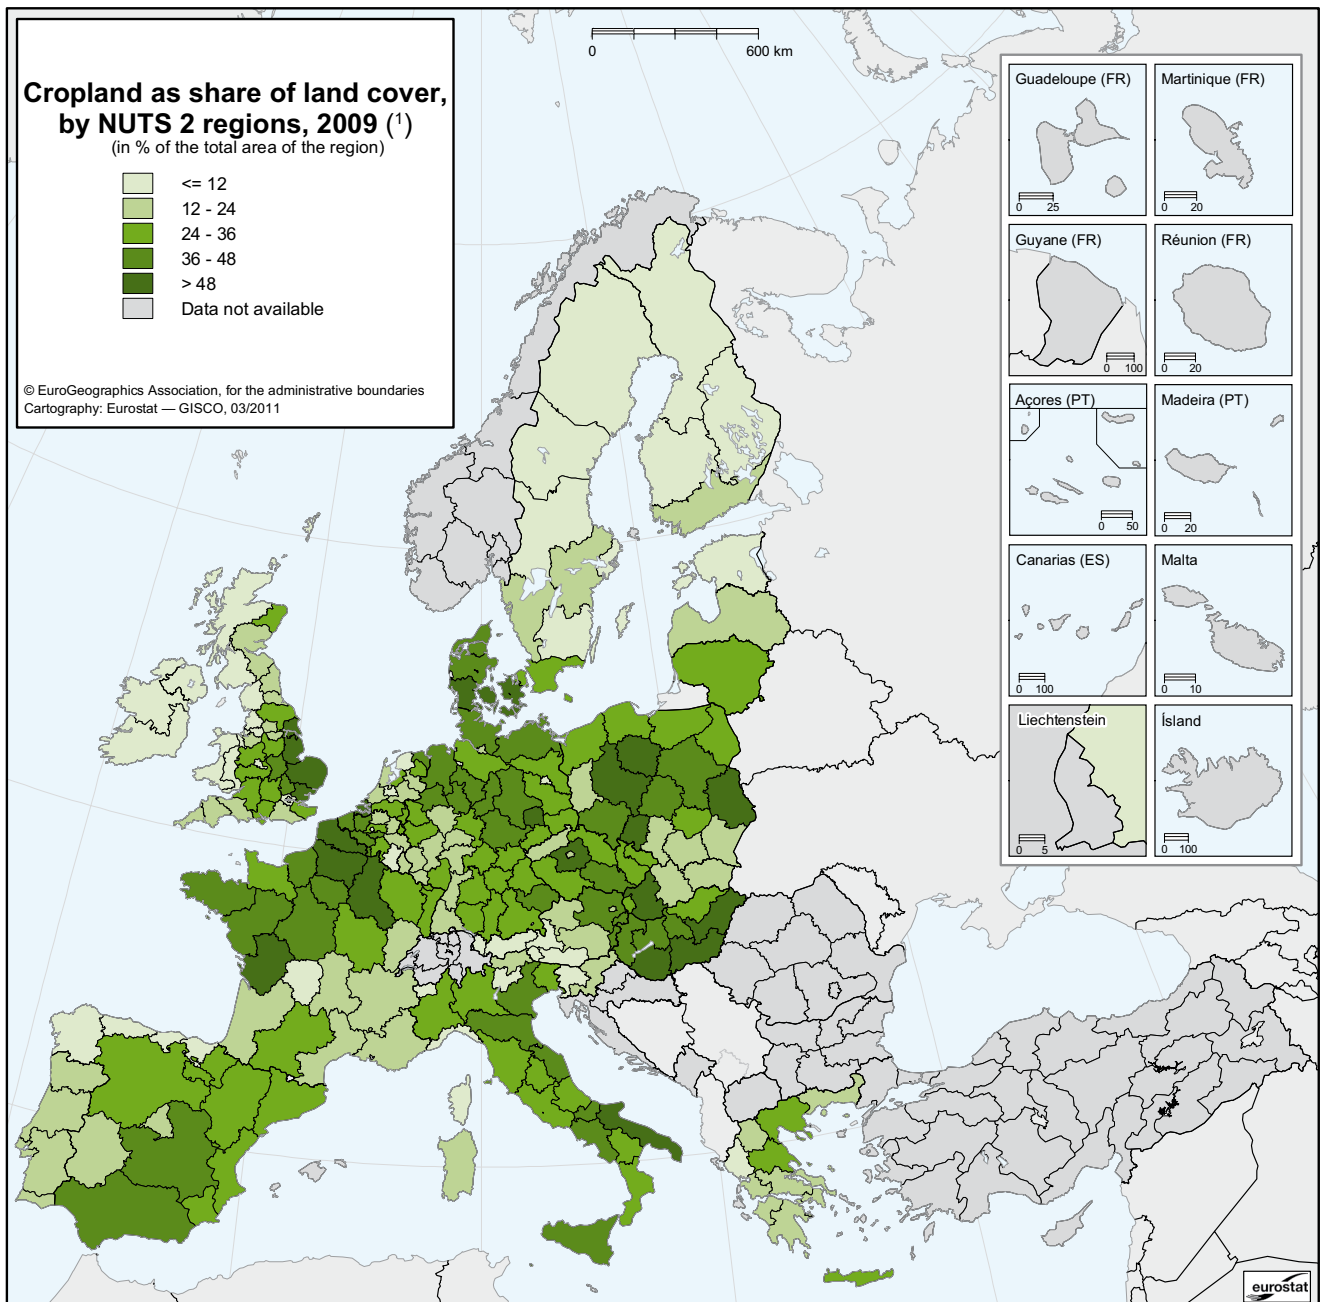 Cropland as share of land cover,
by NUTS 2 regions, 2009 (¹)
(in % of the total area of the region)
<= 12
12 - 24
24 - 36
36 - 48
> 48
Data not available
© EuroGeographics Association, for the administrative boundaries
Cartography: Eurostat — GISCO, 03/2011
0 600 km
Guadeloupe (FR)
0 25
Martinique (FR)
0 20
Guyane (FR)
0 100
Réunion (FR)
0 20
Açores (PT)
0 50
Madeira (PT)
0 20
Canarias (ES)
0 100
Malta
0 10
Liechtenstein
0 5
Ísland
0 100
eurostat